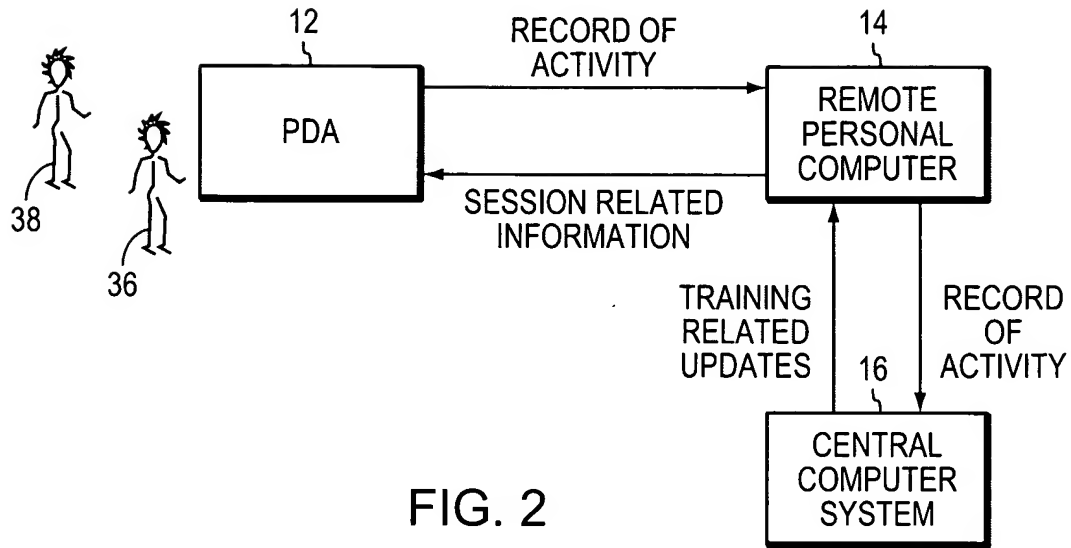 12
RECORD OF
ACTIVITY
14
PDA
REMOTE
PERSONAL
COMPUTER
SESSION RELATED
INFORMATION
38
36
TRAINING
RELATED
UPDATES
RECORD
OF
ACTIVITY
16
CENTRAL
COMPUTER
SYSTEM
FIG. 2